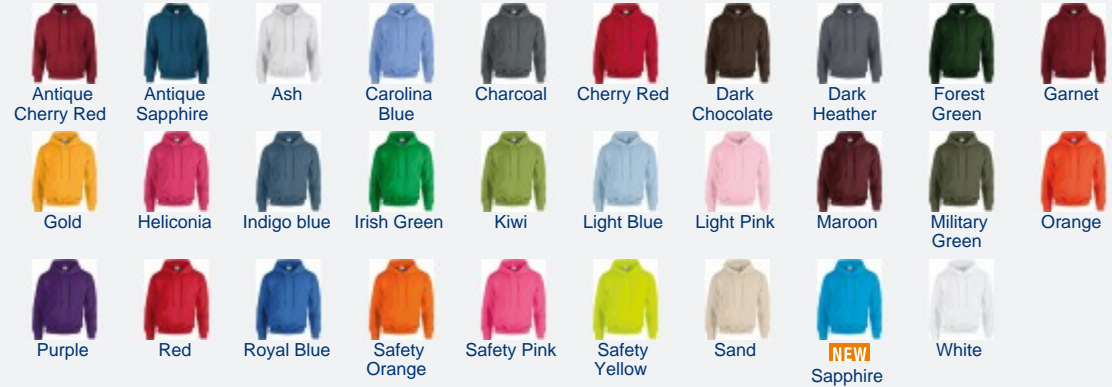 Antique
Cherry Red
Antique
Sapphire
Ash
Carolina
Blue
Charcoal
Cherry Red
Dark
Chocolate
Dark
Heather
Forest
Green
Garnet
Gold
Heliconia
Indigo blue
Irish Green
Kiwi
Light Blue
Light Pink
Maroon
Military
Green
Orange
Purple
Red
Royal Blue
Safety
Orange
Safety Pink
Safety
Yellow
Sand
NEW
Sapphire
White